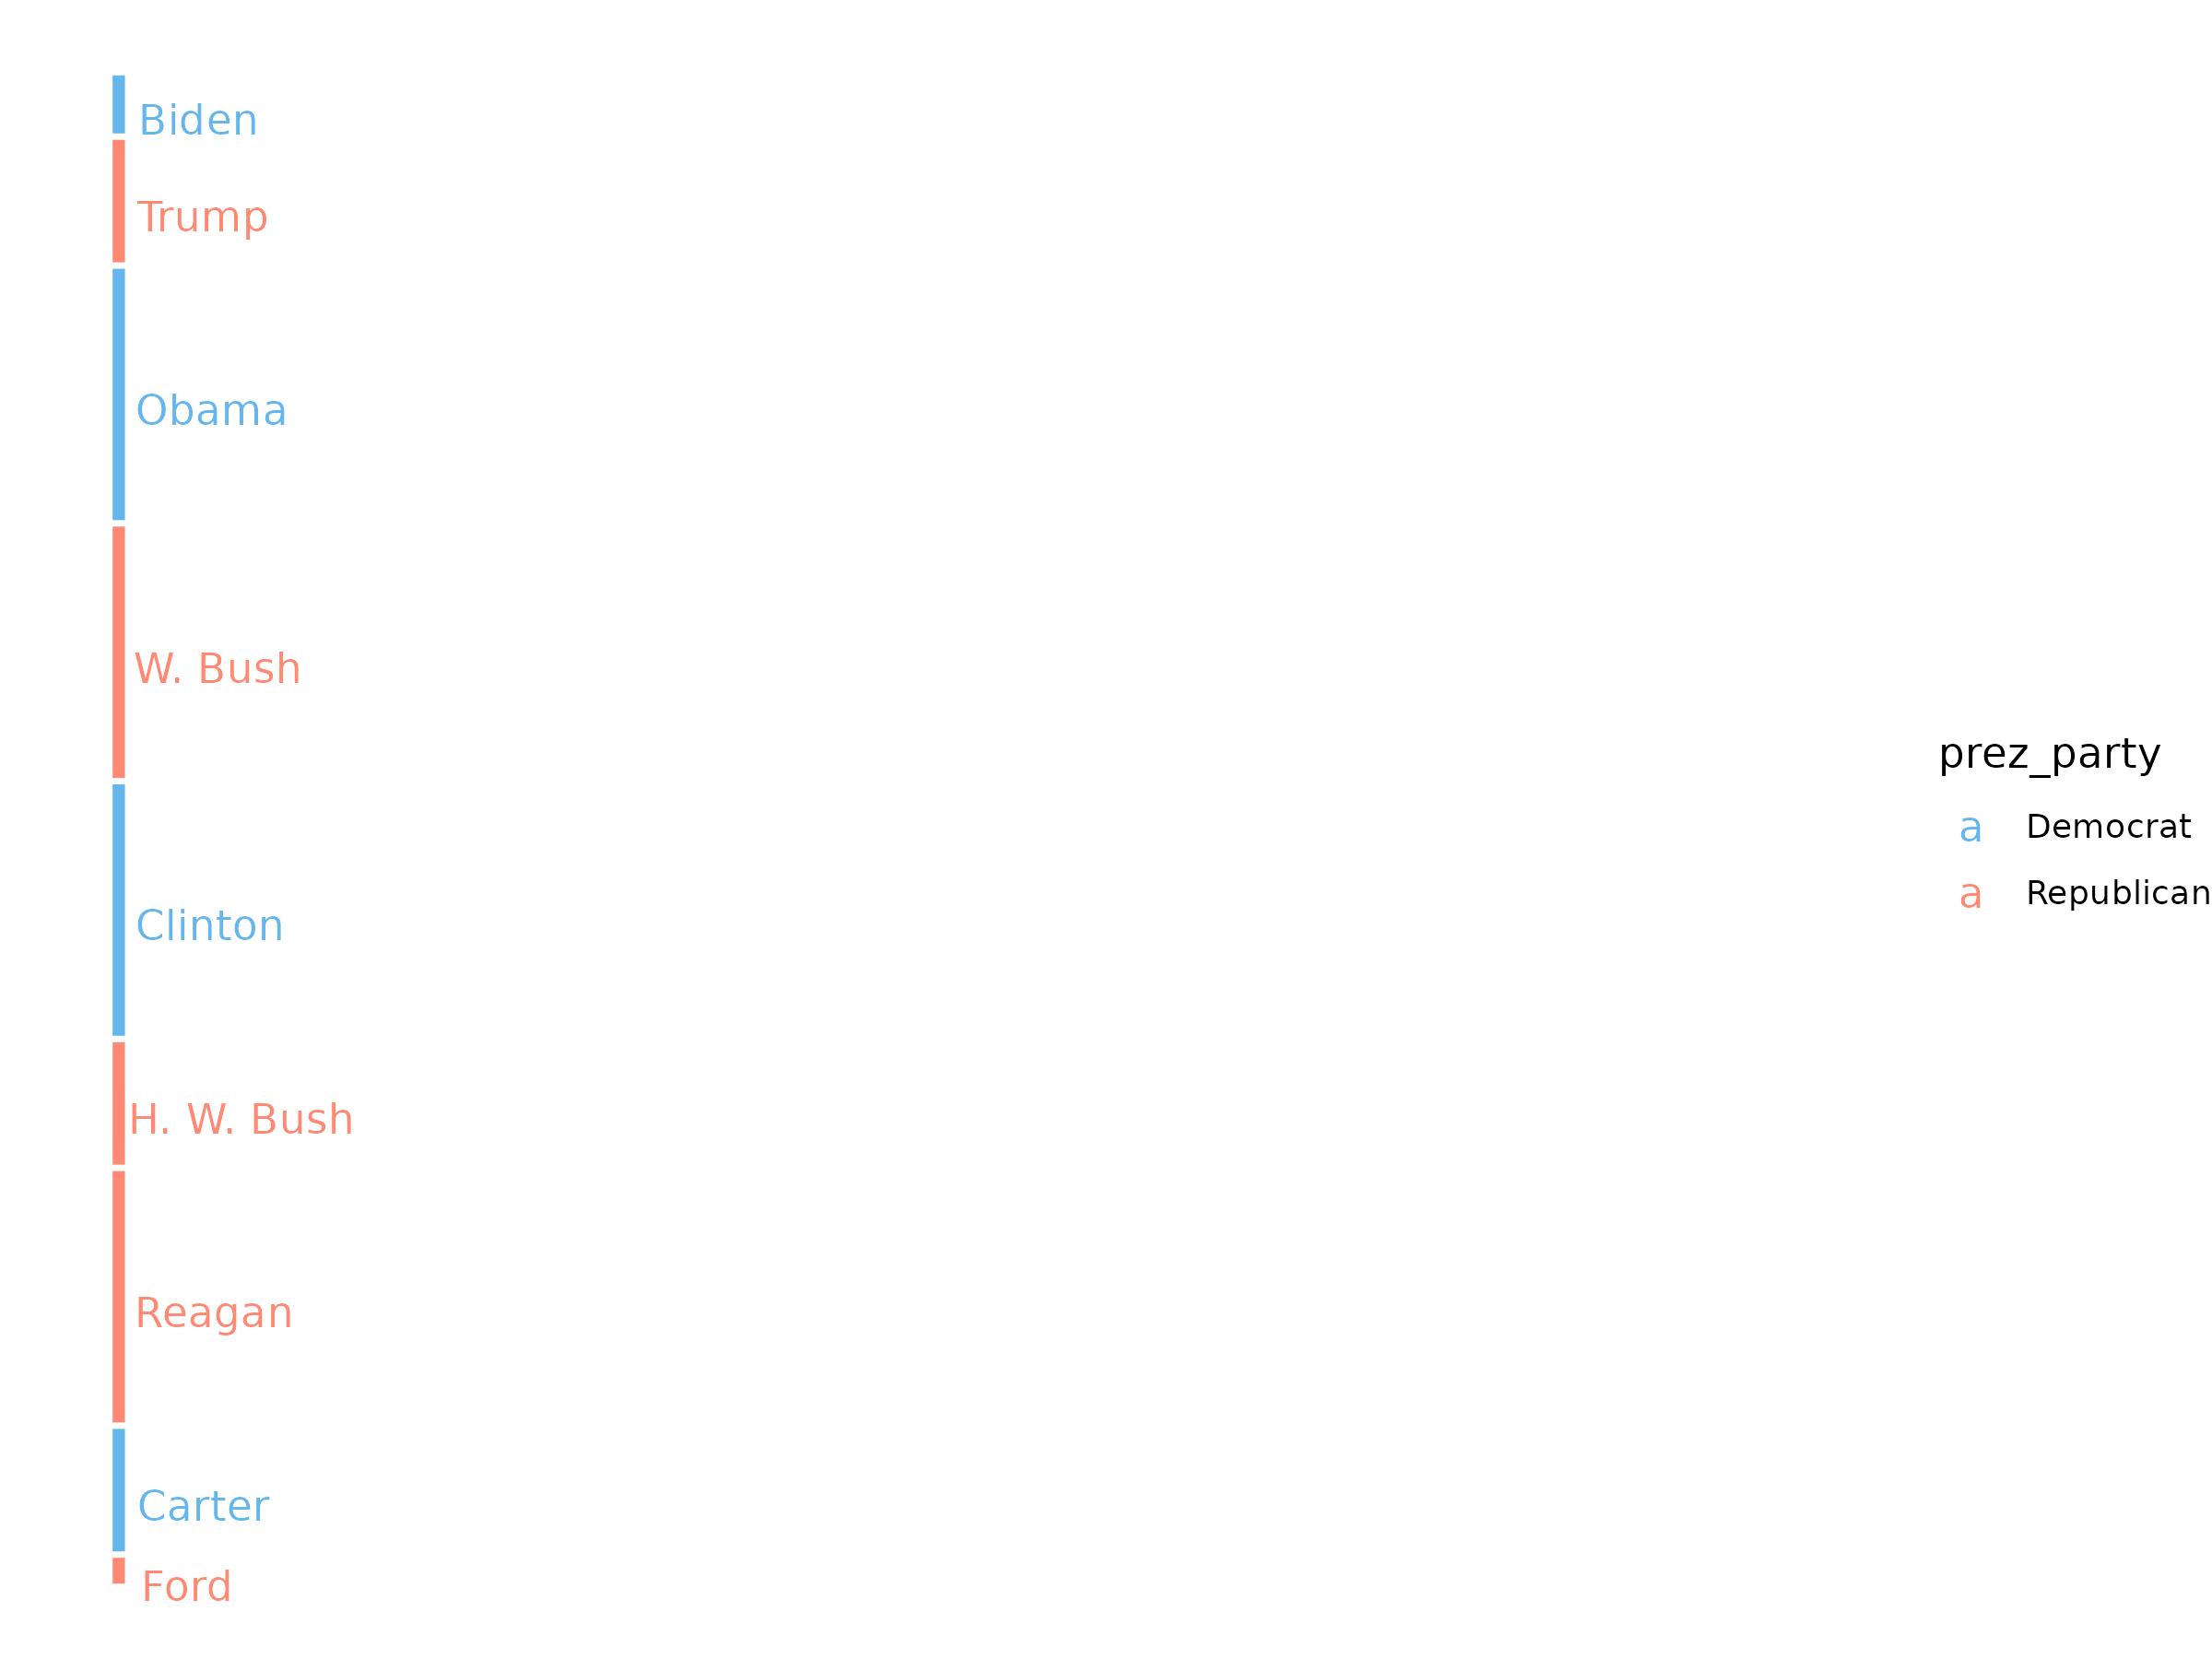 Biden
Trump
Obama
W. Bush
Clinton
H. W. Bush
Reagan
Carter
Ford
prez_party
a Democrat
a Republican